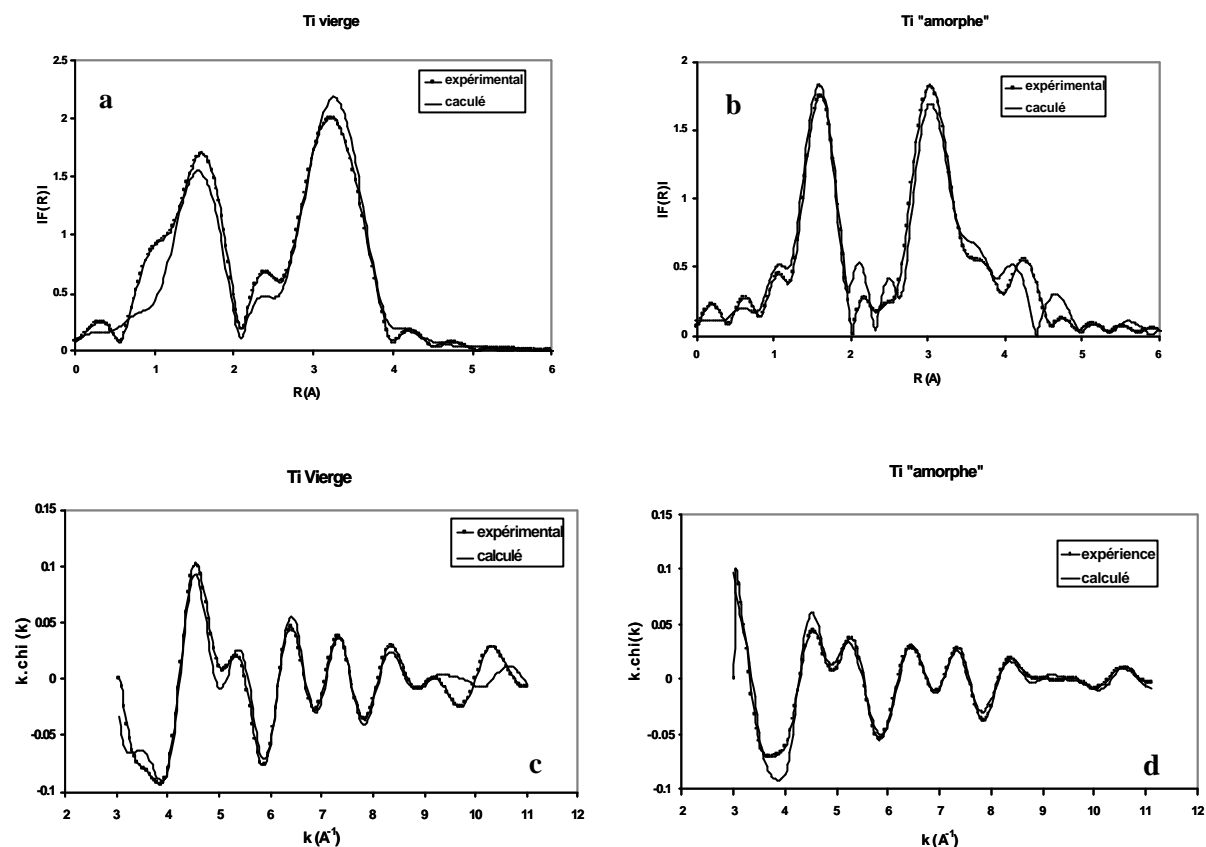 Ti vierge
2.5
2
1.5
1
0.5
0
IF(R)I
a
expérimental
caculé
0 1 2 3 4 5 6
R(A)
Ti "amorphe"
2
1.5
1
0.5
0
IF(R)I
b
expérimental
caculé
0 1 2 3 4 5 6
R(A)
Ti Vierge
0.15
0.1
0.05
0
-0.05
-0.1
k.chi (k)
expérimental
calculé
c
2 3 4 5 6 7 8 9 10 11 12
k (A⁻¹)
Ti "amorphe"
0.15
0.1
0.05
0
-0.05
-0.1
k.chi(k)
expérience
calculé
d
2 3 4 5 6 7 8 9 10 11 12
k (A⁻¹)